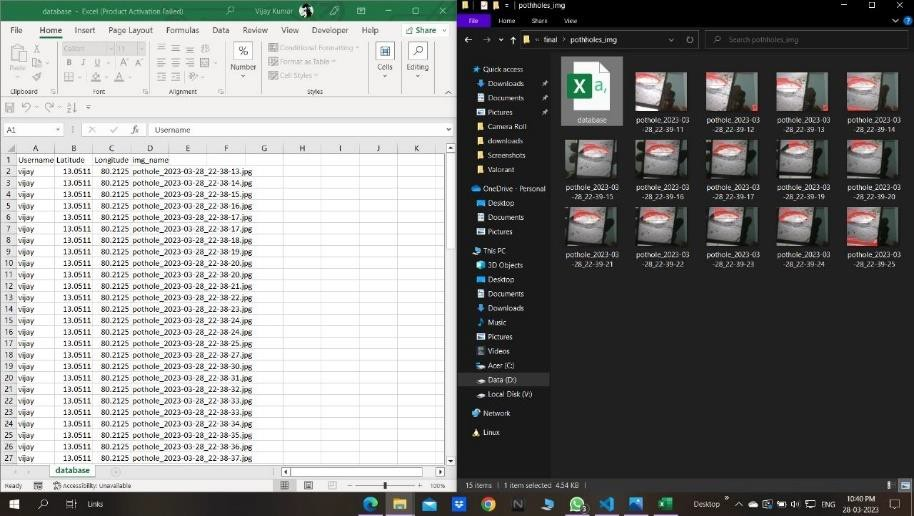 database - Excel (Product Activation Failed)
Vijay Kumar
File Home Insert Page Layout Formulas Data Review View Developer Help Share
Paste
Calibri 11
Number
Conditional Formatting
Format as Table
Cell Styles
Cells
Editing
Clipboard Font Alignment Styles
A1 Username
A B C D E F G H I J K
1 Username Latitude Longitude img_name
2 vijay 13.0511 80.2125 pothole_2023-03-28_22-38-13.jpg
3 vijay 13.0511 80.2125 pothole_2023-03-28_22-38-14.jpg
4 vijay 13.0511 80.2125 pothole_2023-03-28_22-38-15.jpg
5 vijay 13.0511 80.2125 pothole_2023-03-28_22-38-16.jpg
6 vijay 13.0511 80.2125 pothole_2023-03-28_22-38-17.jpg
7 vijay 13.0511 80.2125 pothole_2023-03-28_22-38-17.jpg
8 vijay 13.0511 80.2125 pothole_2023-03-28_22-38-18.jpg
9 vijay 13.0511 80.2125 pothole_2023-03-28_22-38-19.jpg
10 vijay 13.0511 80.2125 pothole_2023-03-28_22-38-20.jpg
11 vijay 13.0511 80.2125 pothole_2023-03-28_22-38-20.jpg
12 vijay 13.0511 80.2125 pothole_2023-03-28_22-38-21.jpg
13 vijay 13.0511 80.2125 pothole_2023-03-28_22-38-22.jpg
14 vijay 13.0511 80.2125 pothole_2023-03-28_22-38-23.jpg
15 vijay 13.0511 80.2125 pothole_2023-03-28_22-38-24.jpg
16 vijay 13.0511 80.2125 pothole_2023-03-28_22-38-24.jpg
17 vijay 13.0511 80.2125 pothole_2023-03-28_22-38-25.jpg
18 vijay 13.0511 80.2125 pothole_2023-03-28_22-38-27.jpg
19 vijay 13.0511 80.2125 pothole_2023-03-28_22-38-30.jpg
20 vijay 13.0511 80.2125 pothole_2023-03-28_22-38-31.jpg
21 vijay 13.0511 80.2125 pothole_2023-03-28_22-38-32.jpg
22 vijay 13.0511 80.2125 pothole_2023-03-28_22-38-33.jpg
23 vijay 13.0511 80.2125 pothole_2023-03-28_22-38-33.jpg
24 vijay 13.0511 80.2125 pothole_2023-03-28_22-38-34.jpg
25 vijay 13.0511 80.2125 pothole_2023-03-28_22-38-35.jpg
26 vijay 13.0511 80.2125 pothole_2023-03-28_22-38-36.jpg
27 vijay 13.0511 80.2125 pothole_2023-03-28_22-38-37.jpg
database
Ready Accessibility: Unavailable 100%
pothholes_img
File Home Share View
« final › pothholes_img
Search pothholes_img
Quick access
Downloads
Documents
Pictures
Camera Roll
downloads
Screenshots
Valorant
OneDrive - Personal
Desktop
Documents
Pictures
This PC
3D Objects
Desktop
Documents
Downloads
Music
Pictures
Videos
Acer (C:)
Data (D:)
Local Disk (V:)
Network
Linux
database
pothole_2023-03
-28_22-39-11
pothole_2023-03
-28_22-39-12
pothole_2023-03
-28_22-39-13
pothole_2023-03
-28_22-39-14
pothole_2023-03
-28_22-39-15
pothole_2023-03
-28_22-39-16
pothole_2023-03
-28_22-39-17
pothole_2023-03
-28_22-39-19
pothole_2023-03
-28_22-39-20
pothole_2023-03
-28_22-39-21
pothole_2023-03
-28_22-39-22
pothole_2023-03
-28_22-39-23
pothole_2023-03
-28_22-39-24
pothole_2023-03
-28_22-39-25
15 items 1 item selected 4.54 KB
Links
Desktop
ENG
10:40 PM
28-03-2023